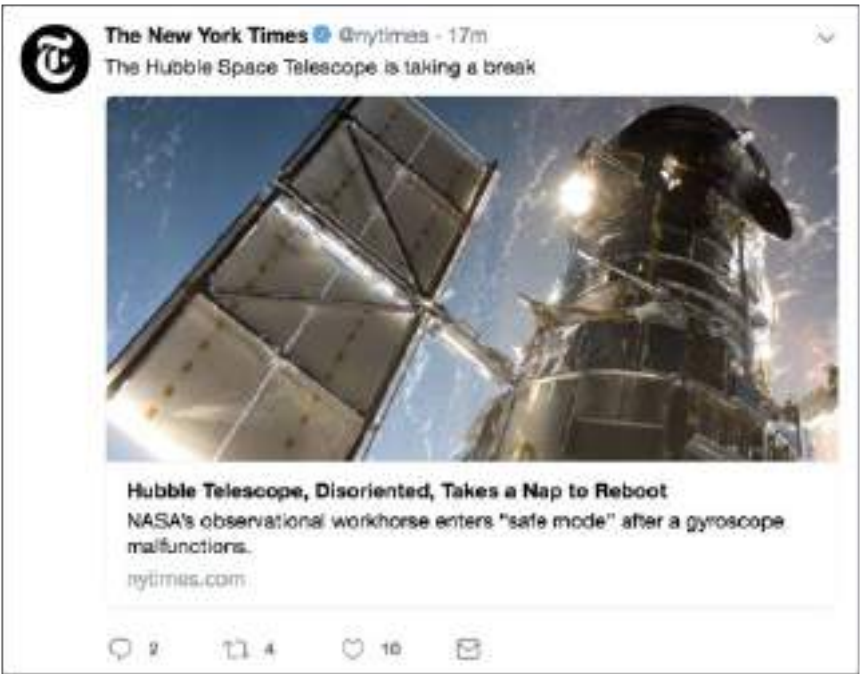 The New York Times @nytimes - 17m
The Hubble Space Telescope is taking a break
Hubble Telescope, Disoriented, Takes a Nap to Reboot
NASA's observational workhorse enters "safe mode" after a gyroscope
malfunctions.
nytimes.com
2 4 10